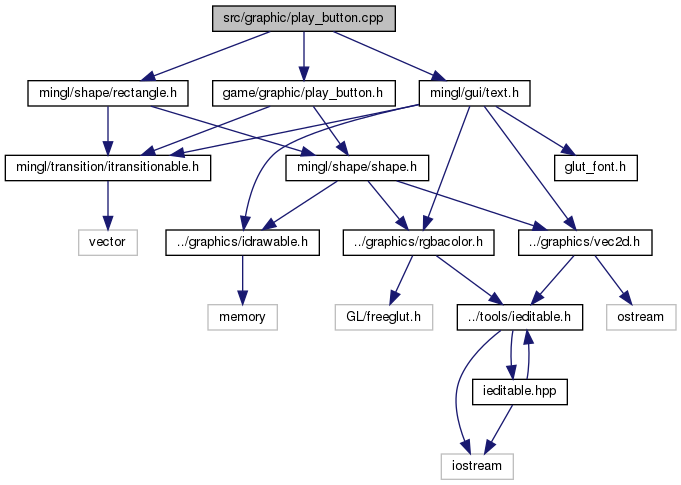 src/graphic/play_button.cpp
mingl/shape/rectangle.h
game/graphic/play_button.h
mingl/gui/text.h
mingl/transition/itransitionable.h
mingl/shape/shape.h
glut_font.h
vector
../graphics/idrawable.h
../graphics/rgbacolor.h
../graphics/vec2d.h
memory
GL/freeglut.h
../tools/ieditable.h
ostream
ieditable.hpp
iostream